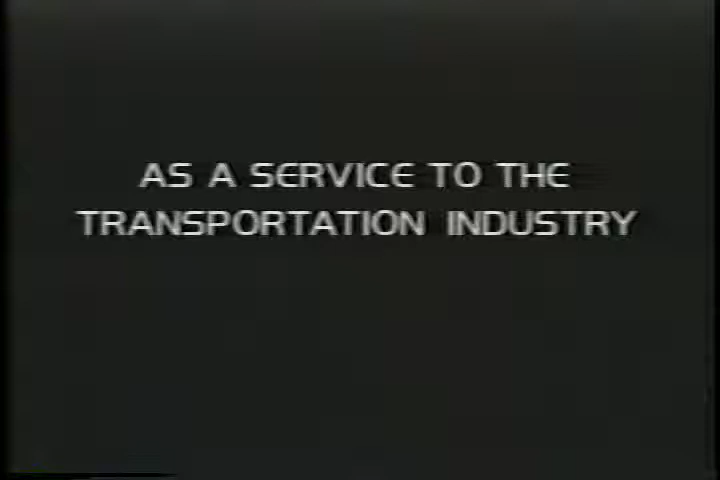 AS A SERVICE TO THE
TRANSPORTATION INDUSTRY